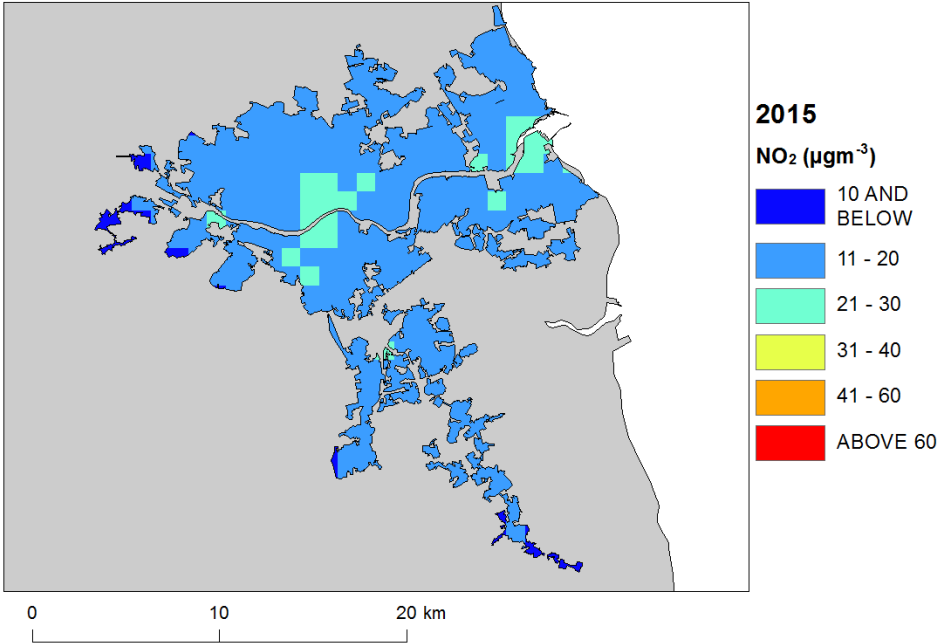 2015
NO₂ (µgm⁻³)
10 AND
BELOW
11 - 20
21 - 30
31 - 40
41 - 60
ABOVE 60
0 10 20 km